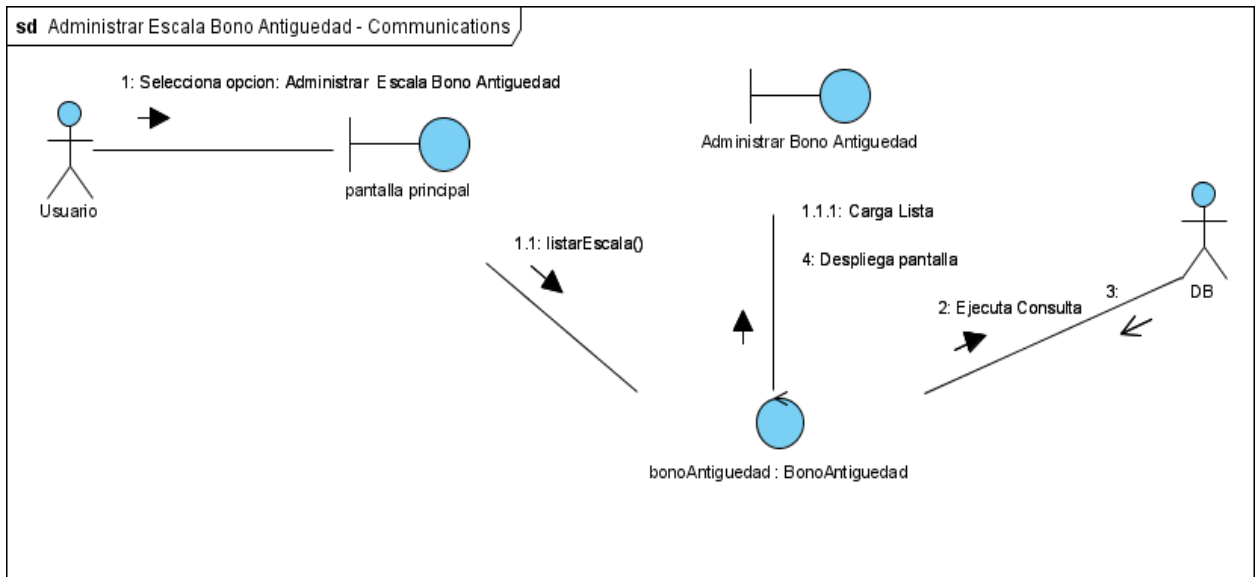 sd Administrar Escala Bono Antiguedad - Communications
1: Selecciona opcion: Administrar Escala Bono Antiguedad
Usuario
pantalla principal
Administrar Bono Antiguedad
1.1: listarEscala()
1.1.1: Carga Lista
4: Despliega pantalla
2: Ejecuta Consulta
3:
DB
bonoAntiguedad : BonoAntiguedad